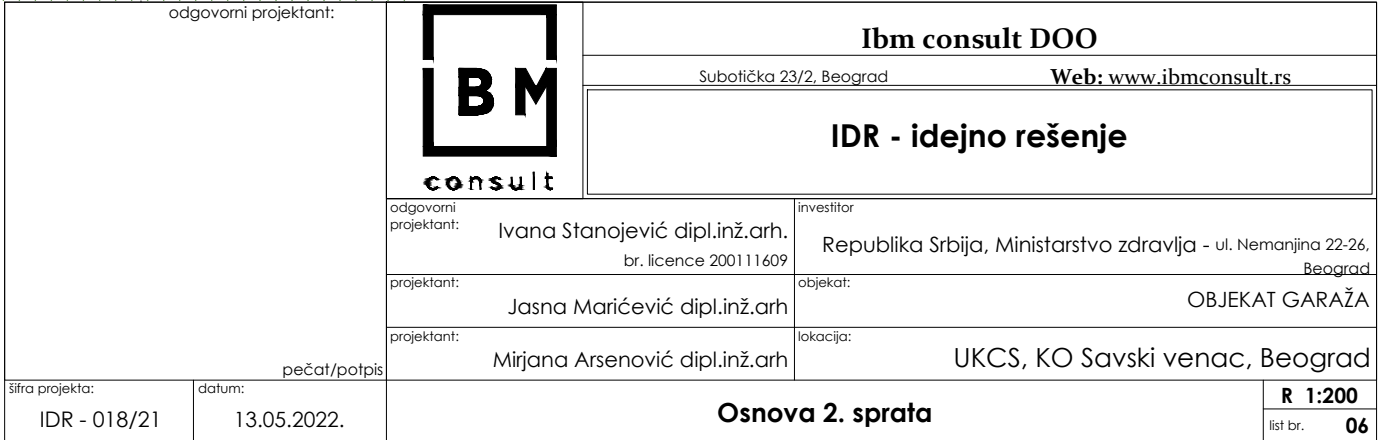 odgovorni projektant:
IBM
consult
Ibm consult DOO
Subotička 23/2, Beograd Web: www.ibmconsult.rs
IDR - idejno rešenje
odgovorni
projektant:
Ivana Stanojević dipl.inž.arh.
br. licence 200111609
investitor
Republika Srbija, Ministarstvo zdravlja - ul. Nemanjina 22-26,
Beograd
projektant:
Jasna Marićević dipl.inž.arh
objekat:
OBJEKAT GARAŽA
projektant:
Mirjana Arsenović dipl.inž.arh
lokacija:
UKCS, KO Savski venac, Beograd
pečat/potpis
šifra projekta:
IDR - 018/21
datum:
13.05.2022.
Osnova 2. sprata
R 1:200
list br. 06